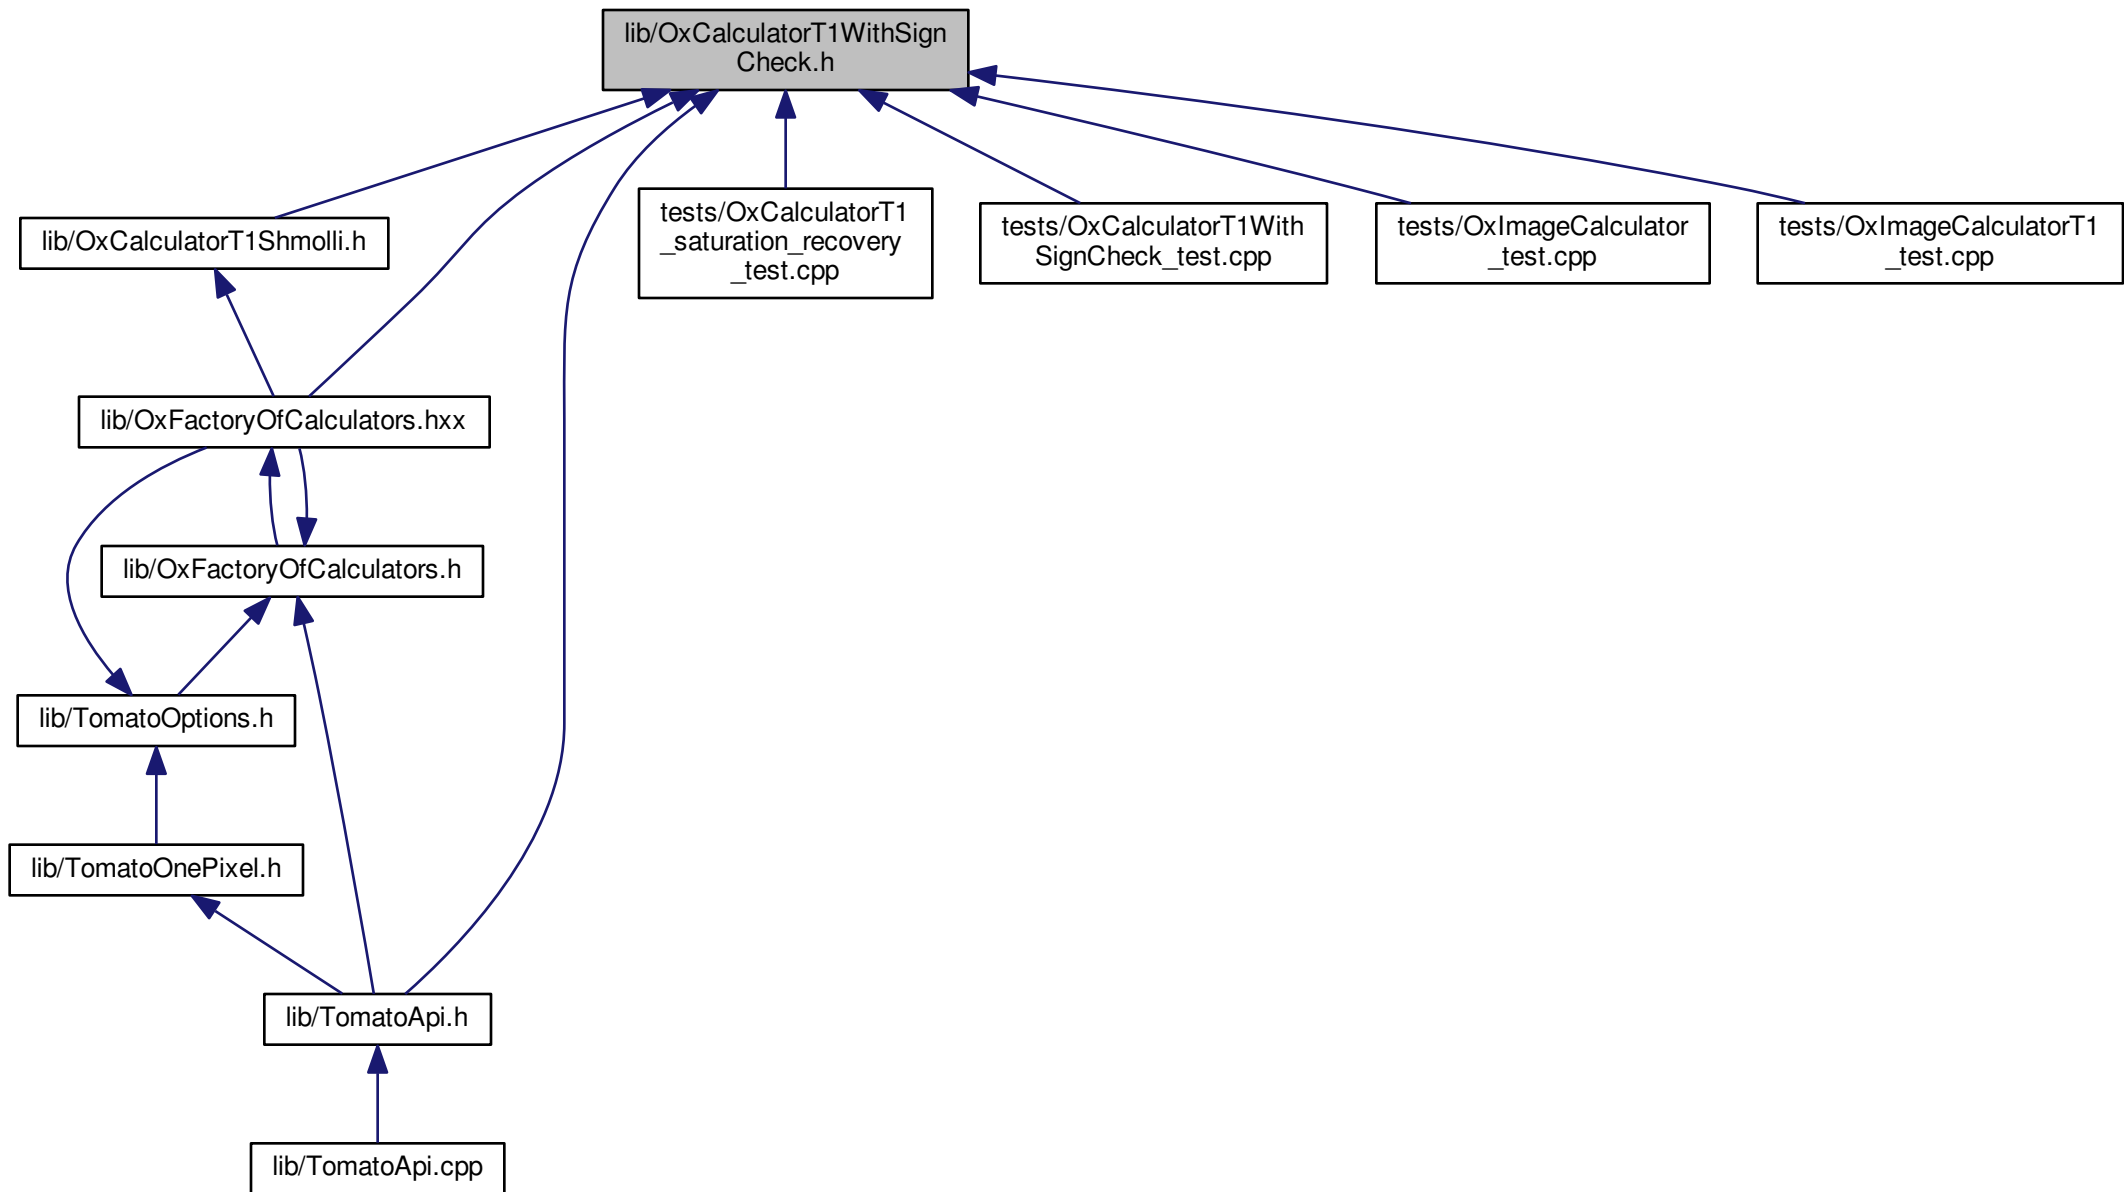 lib/OxCalculatorT1WithSign
Check.h
lib/OxCalculatorT1Shmolli.h
tests/OxCalculatorT1
_saturation_recovery
_test.cpp
tests/OxCalculatorT1With
SignCheck_test.cpp
tests/OxImageCalculator
_test.cpp
tests/OxImageCalculatorT1
_test.cpp
lib/OxFactoryOfCalculators.hxx
lib/OxFactoryOfCalculators.h
lib/TomatoOptions.h
lib/TomatoOnePixel.h
lib/TomatoApi.h
lib/TomatoApi.cpp